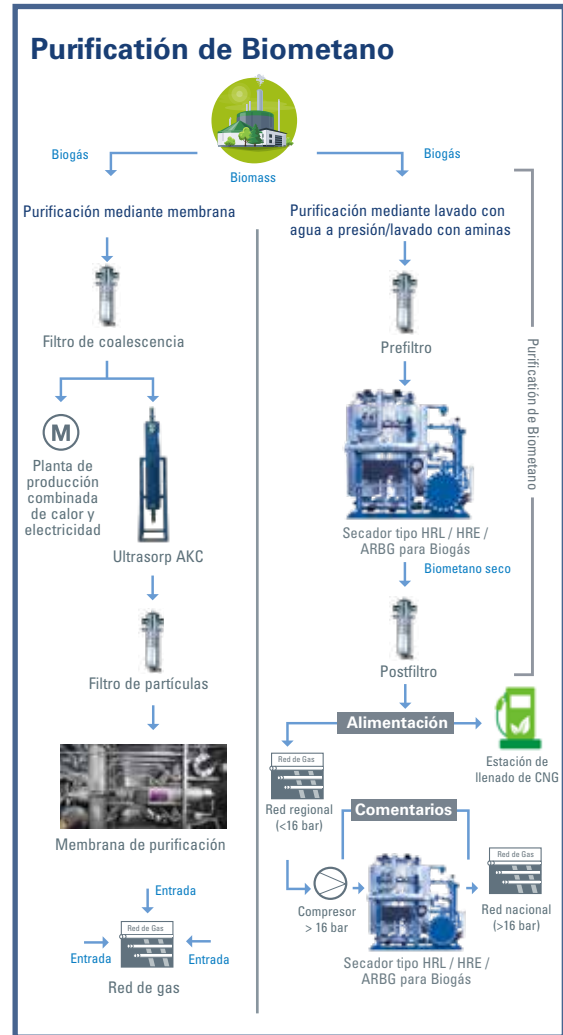 Purificatión de Biometano
Biogás
Biogás
Biomass
Purificación mediante membrana
Filtro de coalescencia
M
Planta de
producción
combinada
de calor y
electricidad
Ultrasorp AKC
Filtro de partículas
Membrana de purificación
Entrada
Red de Gas
Entrada
Entrada
Red de gas
Purificación mediante lavado con
agua a presión/lavado con aminas
Prefiltro
Secador tipo HRL / HRE /
ARBG para Biogás
Biometano seco
Postfiltro
Purificatión de Biometano
Alimentación
Estación de
llenado de CNG
Red de Gas
Red regional
(<16 bar)
Comentarios
Compresor
> 16 bar
Secador tipo HRL / HRE /
ARBG para Biogás
Red de Gas
Red nacional
(>16 bar)